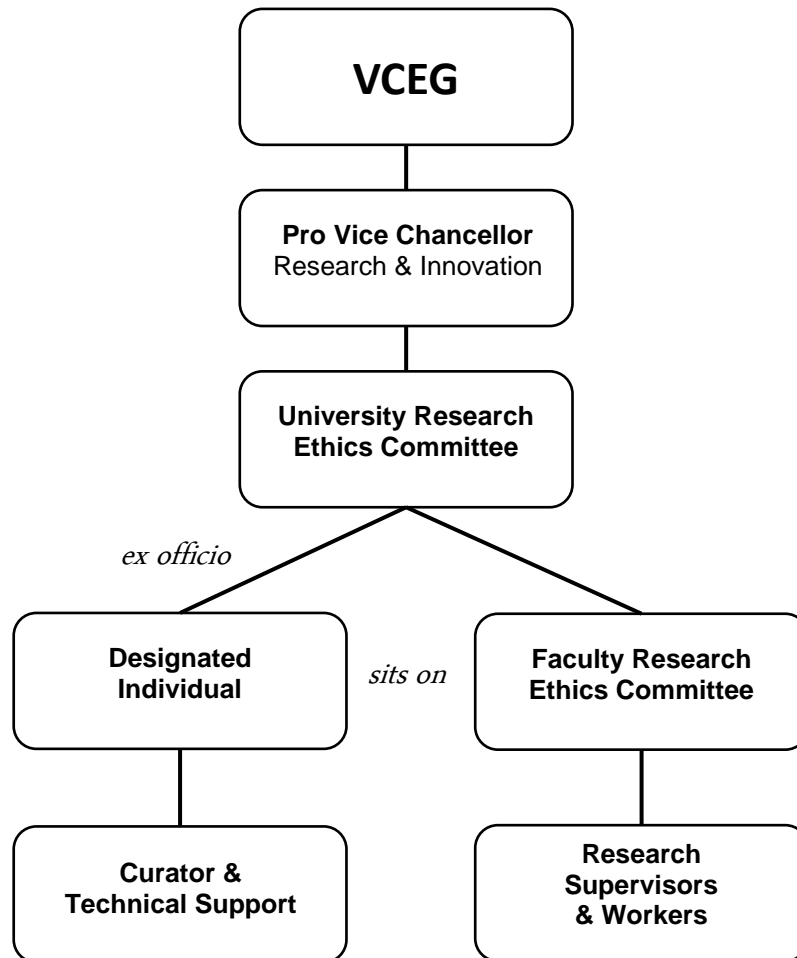 VCEG
Pro Vice Chancellor
Research & Innovation
University Research
Ethics Committee
ex officio
Designated
Individual
sits on
Faculty Research
Ethics Committee
Curator &
Technical Support
Research
Supervisors
& Workers